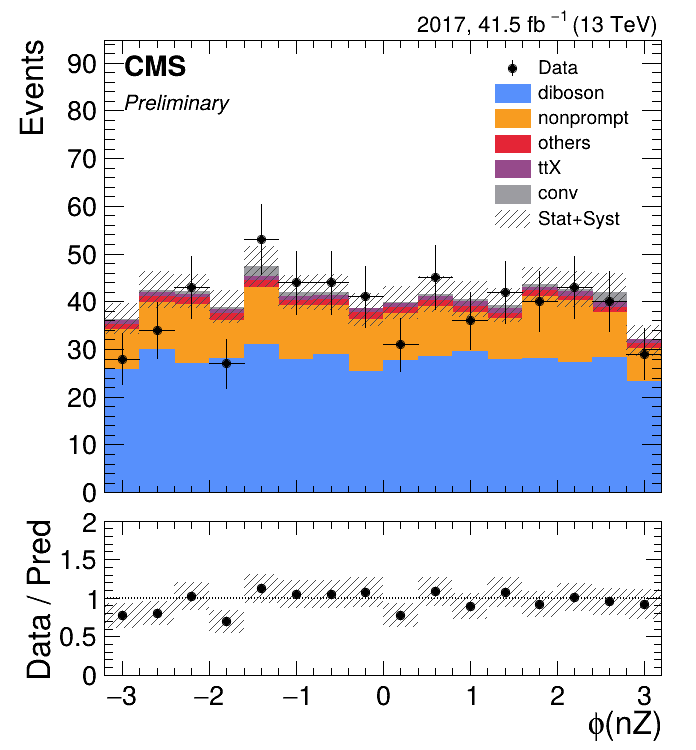 2017, 41.5 fb⁻¹ (13 TeV)
CMS
Preliminary
Events
90
80
70
60
50
40
30
20
10
0
Data
diboson
nonprompt
others
ttX
conv
Stat+Syst
Data / Pred
2
1.5
1
0.5
0
−3 −2 −1 0 1 2 3
ϕ(nZ)